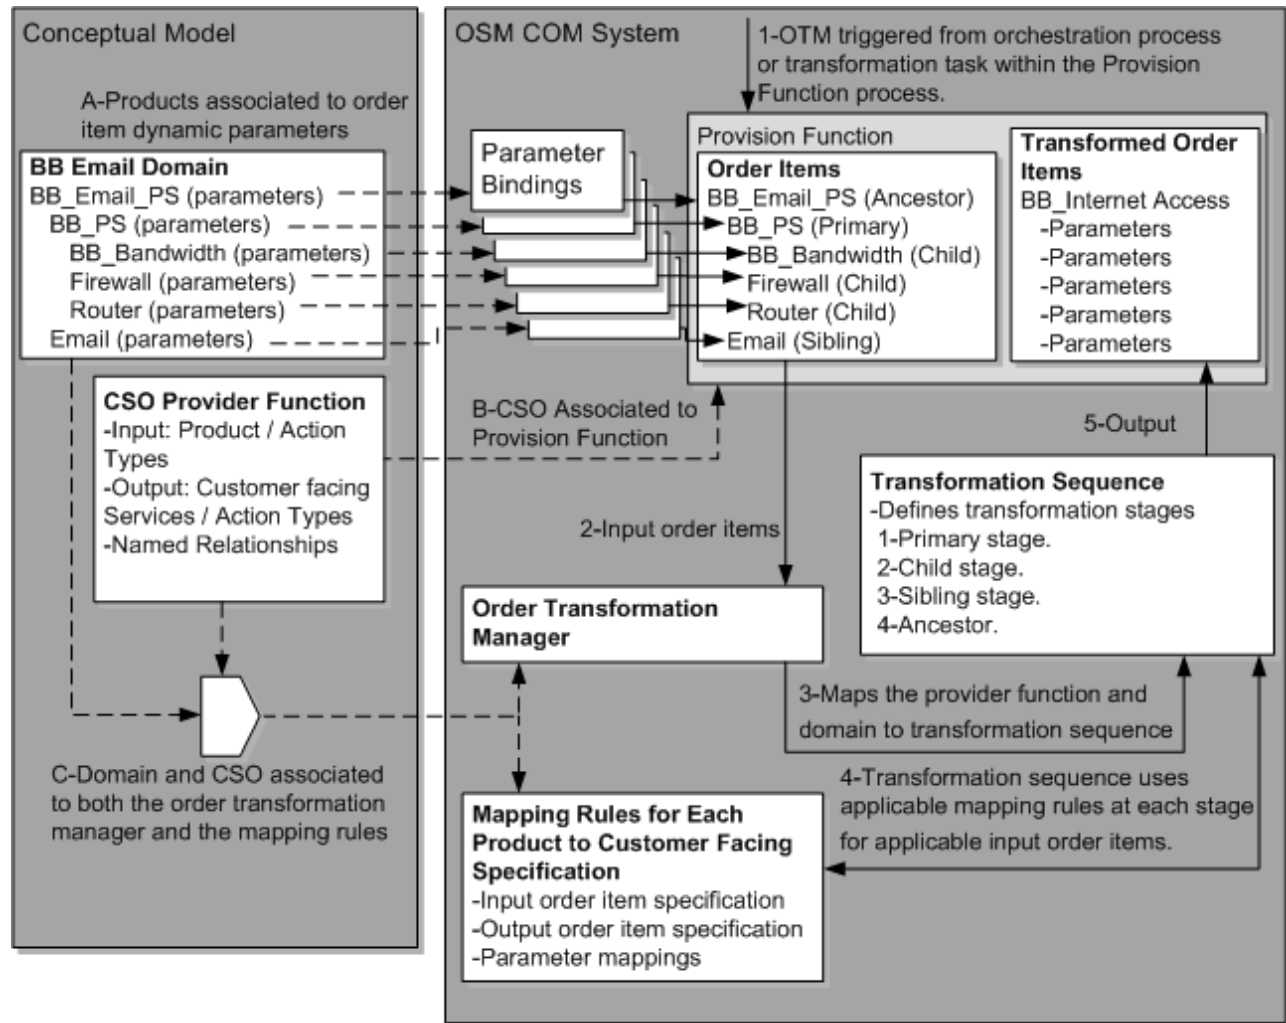 Conceptual Model
A-Products associated to order
item dynamic parameters
BB Email Domain
BB_Email_PS (parameters)
BB_PS (parameters)
BB_Bandwidth (parameters)
Firewall (parameters)
Router (parameters)
Email (parameters)
CSO Provider Function
-Input: Product / Action
Types
-Output: Customer facing
Services / Action Types
-Named Relationships
C-Domain and CSO associated
to both the order transformation
manager and the mapping rules
OSM COM System
1-OTM triggered from orchestration process
or transformation task within the Provision
Function process.
Parameter
Bindings
Provision Function
Order Items
BB_Email_PS (Ancestor)
BB_PS (Primary)
BB_Bandwidth (Child)
Firewall (Child)
Router (Child)
Email (Sibling)
Transformed Order
Items
BB_Internet Access
-Parameters
-Parameters
-Parameters
-Parameters
-Parameters
B-CSO Associated to
Provision Function
5-Output
2-Input order items
Transformation Sequence
-Defines transformation stages
1-Primary stage.
2-Child stage.
3-Sibling stage.
4-Ancestor.
Order Transformation
Manager
3-Maps the provider function and
domain to transformation sequence
4-Transformation sequence uses
applicable mapping rules at each stage
for applicable input order items.
Mapping Rules for Each
Product to Customer Facing
Specification
-Input order item specification
-Output order item specification
-Parameter mappings